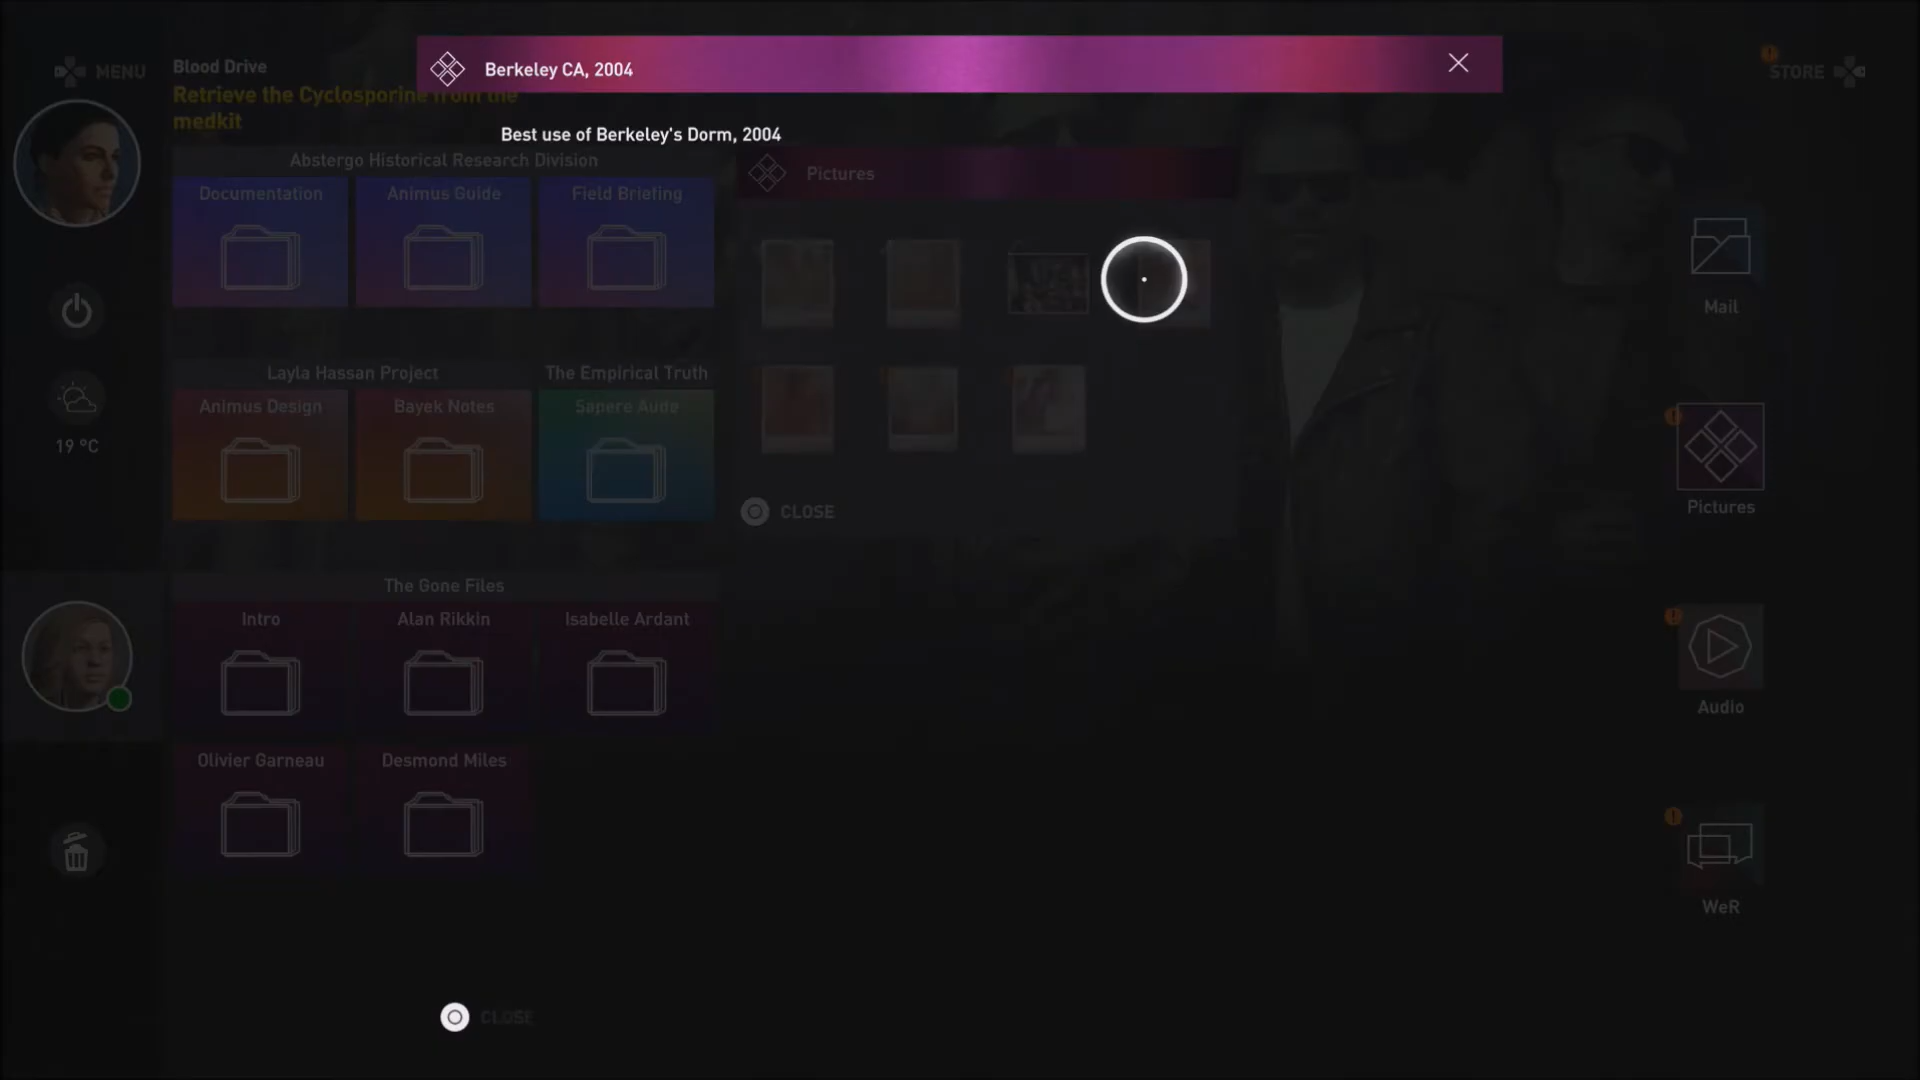 MENU
Blood Drive
Retrieve the Cyclosporine from the
medkit
Berkeley CA, 2004
STORE
Best use of Berkeley's Dorm, 2004
Abstergo Historical Research Division
Documentation
Animus Guide
Field Briefing
Pictures
Mail
19 °C
Layla Hassan Project
The Empirical Truth
Animus Design
Bayek Notes
Sapere Aude
CLOSE
Pictures
The Gone Files
Intro
Alan Rikkin
Isabelle Ardant
Audio
Olivier Garneau
Desmond Miles
WeR
CLOSE